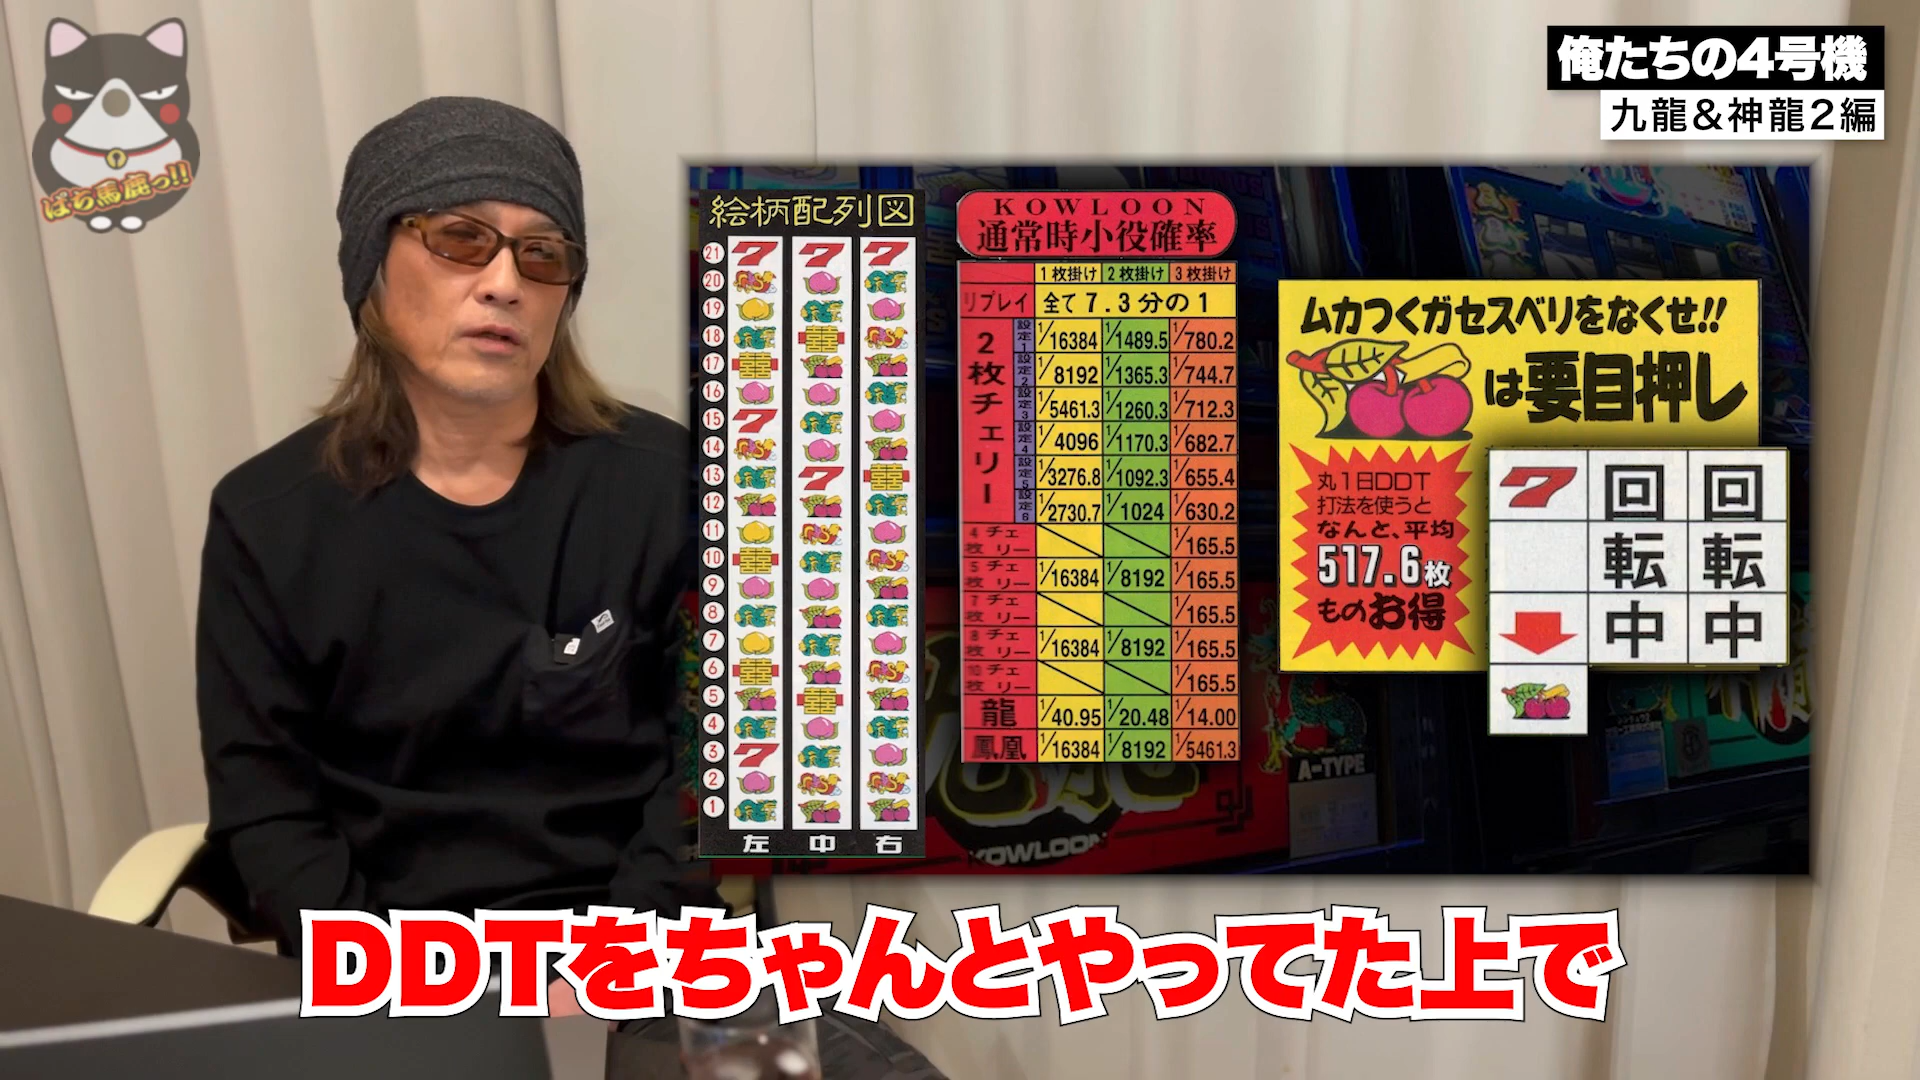 俺たちの4号機
九龍&神龍2編
ぱち馬鹿っ!!
絵柄配列図
21
20
19
18
17
16
15
14
13
12
11
10
9
8
7
6
5
4
3
2
1
左 中 右
KOWLOON
通常時小役確率
1枚掛け 2枚掛け 3枚掛け
リプレイ 全て7.3分の1
2枚チェリー
設定1 1/16384 1/1489.5 1/780.2
設定2 1/8192 1/1365.3 1/744.7
設定3 1/5461.3 1/1260.3 1/712.3
設定4 1/4096 1/1170.3 1/682.7
設定5 1/3276.8 1/1092.3 1/655.4
設定6 1/2730.7 1/1024 1/630.2
4枚チェリー 1/165.5
5枚チェリー 1/16384 1/8192 1/165.5
7枚チェリー 1/165.5
8枚チェリー 1/16384 1/8192 1/165.5
10枚チェリー 1/165.5
龍 1/40.95 1/20.48 1/14.00
鳳凰 1/16384 1/8192 1/5461.3
ムカつくガセスベリをなくせ!!
は要目押し
丸1日DDT
打法を使うと
なんと、平均
517.6枚
ものお得
7
回転中
回転中
A-TYPE
KOWLOON
DDTをちゃんとやってた上で